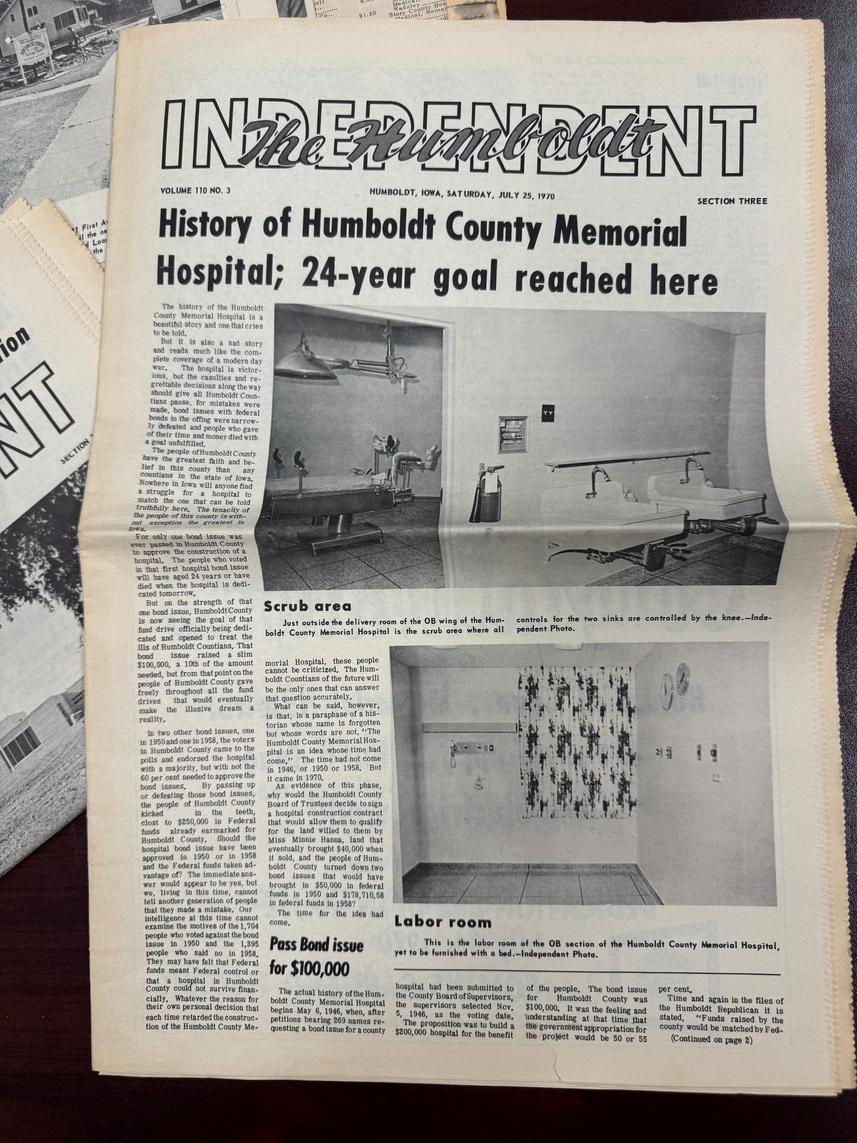 INDEPENDENT
The Humboldt
VOLUME 110 NO. 3
HUMBOLDT, IOWA, SATURDAY, JULY 25, 1970
SECTION THREE
History of Humboldt County Memorial
Hospital; 24-year goal reached here
The history of the Humboldt
County Memorial Hospital is a
beautiful story and one that cries
to be told.
But it is also a sad story
and reads much like the com-
plete coverage of a modern day
war. The hospital is victor-
ious, but the casulties and re-
grettable decisions along the way
should give all Humboldt Coun-
tians pause, for mistakes were
made, bond issues with federal
bonds in the offing were narrow-
ly defeated and people who gave
of their time and money died with
a goal unfulfilled.
The people of Humboldt County
have the greatest faith and be-
lief in this county than any
countians in the state of Iowa.
Nowhere in Iowa will anyone find
a struggle for a hospital to
match the one that can be told
truthfully here. The tenacity of
the people of this county is with-
out exception the greatest in
Iowa.
For only one bond issue was
ever passed in Humboldt County
to approve the construction of a
hospital. The people who voted
in that first hospital bond issue
will have aged 24 years or have
died when the hospital is dedi-
cated tomorrow.
But on the strength of that
one bond issue, Humboldt County
is now seeing the goal of that
fund drive officially being dedi-
cated and opened to treat the
ills of Humboldt Countians. That
bond issue raised a slim
$100,000, a 10th of the amount
needed, but from that point on the
people of Humboldt County gave
freely throughout all the fund
drives that would eventually
make the illusive dream a
reality.
In two other bond issues, one
in 1950 and one in 1958, the voters
in Humboldt County came to the
polls and endorsed the hospital
with a majority, but with not the
60 per cent needed to approve the
bond issues. By passing up
or defeating those bond issues,
the people of Humboldt County
kicked in the teeth,
clost to $250,000 in Federal
funds already earmarked for
Humboldt County. Should the
hospital bond issue have been
approved in 1950 or in 1958
and the Federal funds taken ad-
vantage of? The immediate ans-
wer would appear to be yes, but
we, living in this time, cannot
tell another generation of people
that they made a mistake. Our
intelligence at this time cannot
examine the motives of the 1,704
people who voted against the bond
issue in 1950 and the 1,395
people who said no in 1958.
They may have felt that Federal
funds meant Federal control or
that a hospital in Humboldt
County could not survive finan-
cially. Whatever the reason for
their own personal decision that
each time retarded the construc-
tion of the Humboldt County Me-
Scrub area
Just outside the delivery room of the OB wing of the Hum-
boldt County Memorial Hospital is the scrub area where all
controls for the two sinks are controlled by the knee.—Inde-
pendent Photo.
morial Hospital, these people
cannot be criticized. The Hum-
boldt Countians of the future will
be the only ones that can answer
that question accurately.
What can be said, however,
is that, in a paraphase of a his-
torian whose name is forgotten
but whose words are not, "The
Humboldt County Memorial Hos-
pital is an idea whose time had
come." The time had not come
in 1946, or 1950 or 1958. But
it came in 1970.
As evidence of this phase,
why would the Humboldt County
Board of Trustees decide to sign
a hospital construction contract
that would allow them to qualify
for the land willed to them by
Miss Minnie Hanna, land that
eventually brought $40,000 when
it sold, and the people of Hum-
boldt County turned down two
bond issues that would have
brought in $50,000 in federal
funds in 1950 and $178,710.58
in federal funds in 1958?
The time for the idea had
come.
Labor room
This is the labor room of the OB section of the Humboldt County Memorial Hospital,
yet to be furnished with a bed.—Independent Photo.
Pass Bond issue
for $100,000
The actual history of the Hum-
boldt County Memorial Hospital
begins May 6, 1946, when, after
petitions bearing 269 names re-
questing a bond issue for a county
hospital had been submitted to
the County Board of Supervisors,
the supervisors selected Nov.
5, 1946, as the voting date.
The proposition was to build a
$200,000 hospital for the benefit
of the people. The bond issue
for Humboldt County was
$100,000. It was the feeling and
understanding at that time that
the government appropriation for
the project would be 50 or 55
per cent.
Time and again in the files of
the Humboldt Republican it is
stated, "Funds raised by the
county would be matched by Fed-
(Continued on page 2)
First Av
NT
SECTION
91.50